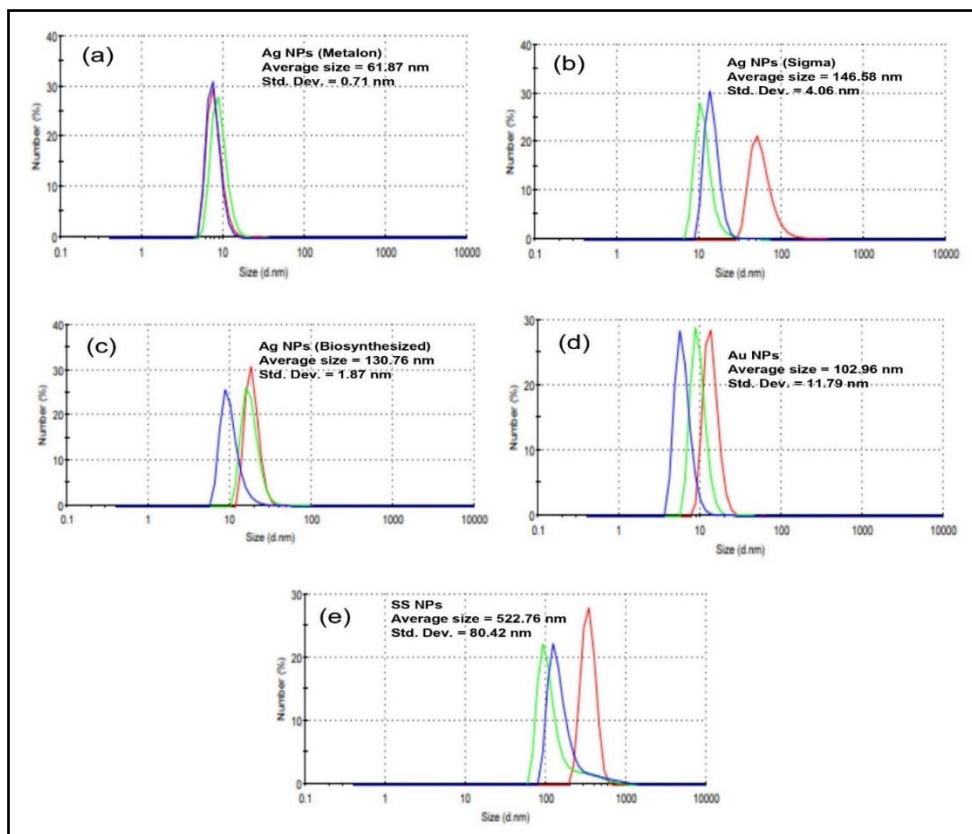 (a)
Ag NPs (Metalon)
Average size = 61.87 nm
Std. Dev. = 0.71 nm
Number (%)
40
30
20
10
0
0.1 1 10 100 1000 10000
Size (d.nm)
(b)
Ag NPs (Sigma)
Average size = 146.58 nm
Std. Dev. = 4.06 nm
Number (%)
40
30
20
10
0
0.1 1 10 100 1000 10000
Size (d.nm)
(c)
Ag NPs (Biosynthesized)
Average size = 130.76 nm
Std. Dev. = 1.87 nm
Number (%)
40
30
20
10
0
0.1 1 10 100 1000 10000
Size (d.nm)
(d)
Au NPs
Average size = 102.96 nm
Std. Dev. = 11.79 nm
Number (%)
30
20
10
0
0.1 1 10 100 1000 10000
Size (d.nm)
(e)
SS NPs
Average size = 522.76 nm
Std. Dev. = 80.42 nm
Number (%)
30
20
10
0
0.1 1 10 100 1000 10000
Size (d.nm)